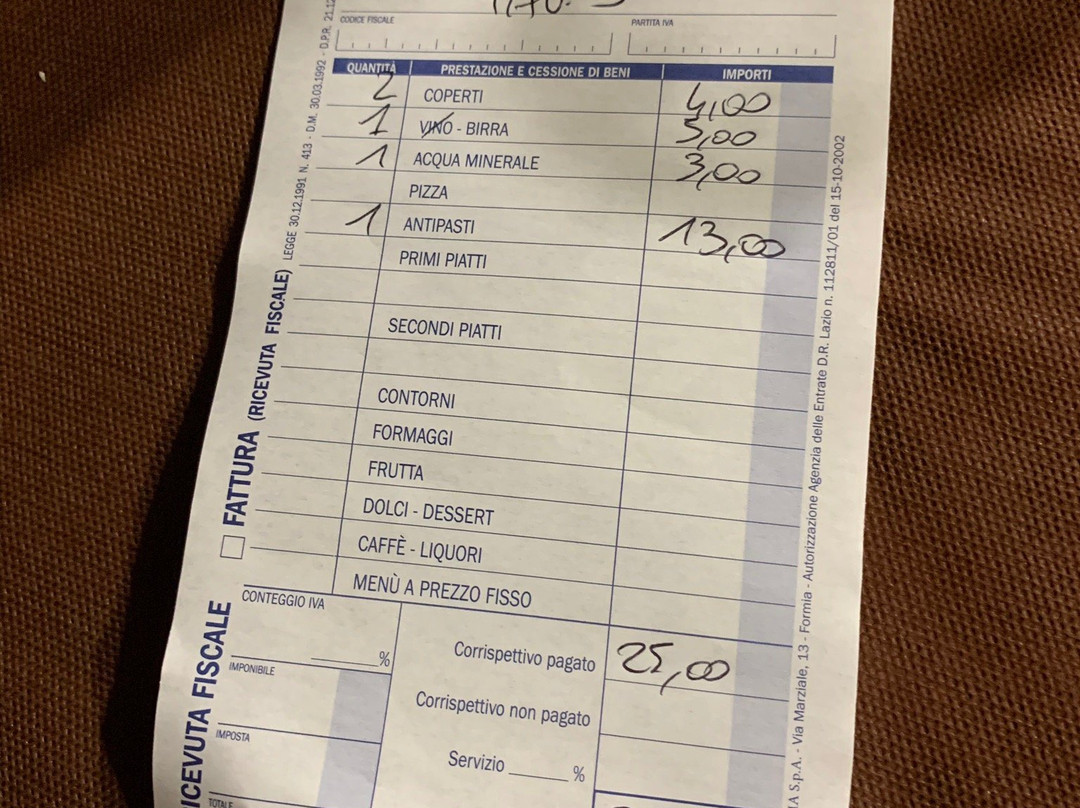 CODICE FISCALE PARTITA IVA
QUANTITÀ PRESTAZIONE E CESSIONE DI BENI IMPORTI
2 COPERTI 4,00
1 VINO - BIRRA 5,00
1 ACQUA MINERALE 3,00
PIZZA
1 ANTIPASTI 13,00
PRIMI PIATTI
SECONDI PIATTI
CONTORNI
FORMAGGI
FRUTTA
DOLCI - DESSERT
CAFFÈ - LIQUORI
MENÙ A PREZZO FISSO
CONTEGGIO IVA
%
IMPONIBILE
IMPOSTA
TOTALE
Corrispettivo pagato 25,00
Corrispettivo non pagato
Servizio ______ %
FATTURA (RICEVUTA FISCALE) LEGGE 30.12.1991 N. 413 - D.M. 30.03.1992 - D.P.R. 21.12
RICEVUTA FISCALE
S.p.A. - Via Marziale, 13 - Formia - Autorizzazione Agenzia delle Entrate D.R. Lazio n. 112811/01 del 15-10-2002